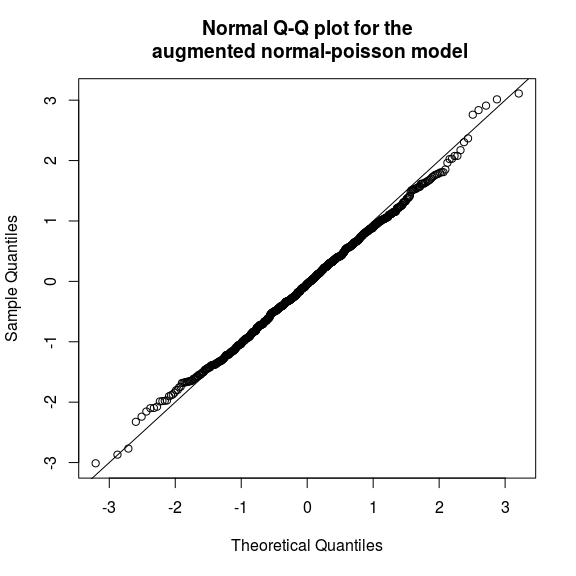 Normal Q-Q plot for the
augmented normal-poisson model
3
2
1
0
-1
-2
-3
Sample Quantiles
-3 -2 -1 0 1 2 3
Theoretical Quantiles